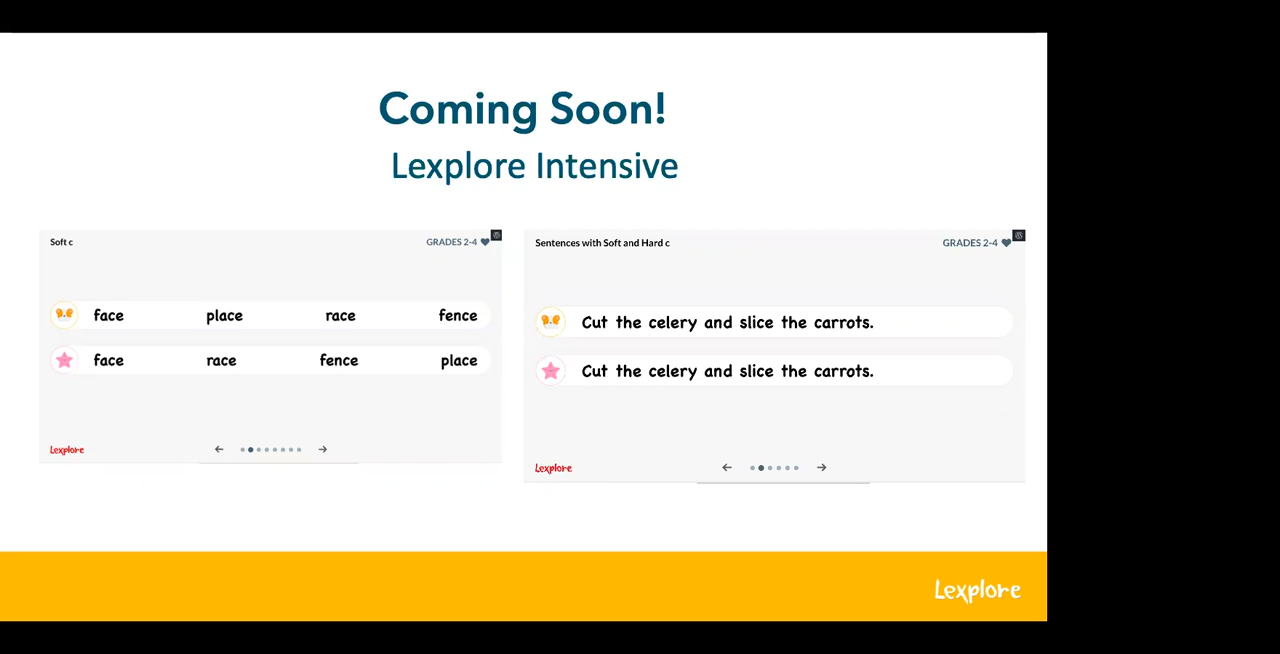 Coming Soon!
Lexplore Intensive
Soft c
GRADES 2-4
face place race fence
face race fence place
Lexplore
Sentences with Soft and Hard c
GRADES 2-4
Cut the celery and slice the carrots.
Cut the celery and slice the carrots.
Lexplore
Lexplore